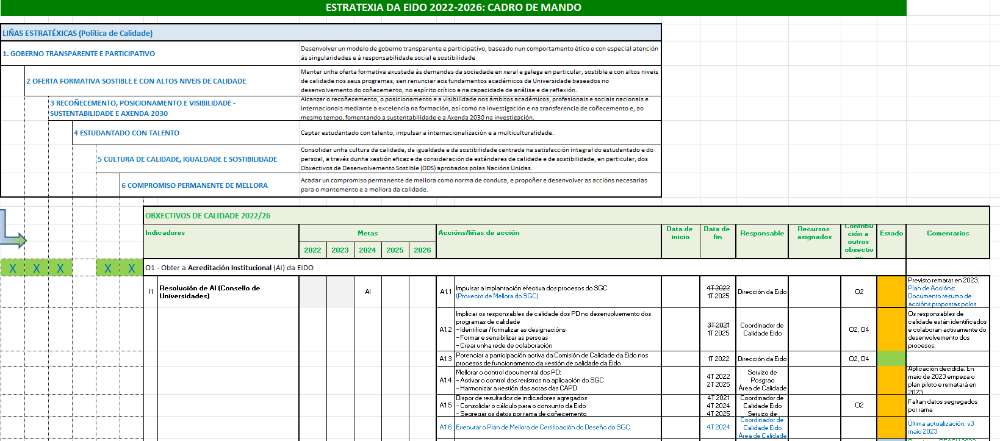 ESTRATEXIA DA EIDO 2022-2026: CADRO DE MANDO
LIÑAS ESTRATÉXICAS (Política de Calidade)
1. GOBERNO TRANSPARENTE E PARTICIPATIVO
Desenvolver un modelo de goberno transparente e participativo, baseado nun comportamento ético e con especial atención
ás singularidades e á responsabilidade social e sostibilidade
2 OFERTA FORMATIVA SOSTIBLE E CON ALTOS NIVEIS DE CALIDADE
Manter unha oferta formativa axustada ás demandas da sociedade en xeral e galega en particular, sostible e con altos niveis
de calidade nos seus programas, sen renunciar aos fundamentos académicos da Universidade baseados no
desenvolvemento do coñecemento, no espírito crítico e na capacidade de análise e de reflexión.
3 RECOÑECEMENTO, POSICIONAMENTO E VISIBILIDADE -
SUSTENTABILIDADE E AXENDA 2030
Alcanzar o recoñecemento, o posicionamento e a visibilidade nos ámbitos académicos, profesionais e sociais nacionais e
internacionais mediante a excelencia na formación, así como na investigación e na transferencia de coñecemento e, ao
mesmo tempo, fomentando a sustentabilidade e a Axenda 2030 na investigación.
4 ESTUDANTADO CON TALENTO
Captar estudantado con talento, impulsar a internacionalización e a multiculturalidade.
5 CULTURA DE CALIDADE, IGUALDADE E SOSTIBILIDADE
Consolidar unha cultura da calidade, da igualdade e da sostibilidade centrada na satisfacción integral do estudantado e do
persoal, a través dunha xestión eficaz e da consideración de estándares de calidade e de sostibilidade, en particular, dos
Obxectivos de Desenvolvemento Sostible (ODS) aprobados polas Nacións Unidas.
6 COMPROMISO PERMANENTE DE MELLORA
Acadar un compromiso permanente de mellora como norma de conduta, e propoñer e desenvolver as accións necesarias
para o mantemento e a mellora da calidade.
OBXECTIVOS DE CALIDADE 2022/26
Indicadores
Metas
2022 2023 2024 2025 2026
Accións/liñas de acción
Data de
inicio
Data de
fin
Responsable
Recursos
asignados
Contribu
ción a
outros
obxectiv
Estado
Comentarios
X X X X X
O1 - Obter a Acreditación Institucional (AI) da EIDO
I1
Resolución de AI (Consello de
Universidades)
AI
A1.1
Impulsar a implantación efectiva dos procesos do SGC
(Proxecto de Mellora do SGC)
4T 2022
1T 2025
Dirección da Eido
O2
Previsto rematar en 2023.
Plan de Accións:
Documento resumo de
accións propostas polos
A1.2
Implicar os responsables de calidade dos PD no desenvolvemento dos
programas de calidade
- Identificar / formalizar as designacións
- Formar e sensibilizar as persoas
- Crear unha rede de colaboración
3T 2021
1T 2025
Coordinador de
Calidade Eido
O2, O4
Os responsables de
calidade están identificados
e colaboran activamente do
desenvolvemento dos
procesos.
A1.3
Potenciar a participación activa da Comisión de Calidade da Eido nos
procesos de funcionamento da xestión de calidade da Eido
1T 2022
Dirección da Eido
O2, O4
A1.4
Mellorar o control documental dos PD:
- Activar o control dos rexistros na aplicación do SGC
- Harmonizar a xestión das actas das CAPD
4T 2022
2T 2025
Servizo de
Posgrao
Área de Calidade
Aplicación decidida. En
maio de 2023 empeza o
plan piloto e rematará en
2023
A1.5
Dispor de resultados de indicadores agregados
- Consolidar o cálculo para o conxunto da Eido
- Segregar os datos por rama de coñecemento
4T 2021
4T 2024
4T 2025
Coordinador de
Calidade Eido
Servizo de
O2
Faltan datos segregados
por rama
A1.6
Executar o Plan de Mellora de Certificación do Deseño do SGC
4T 2024
Coordinador de
Calidade Eido
Área de Calidade
Última actualización: v3
maio 2023